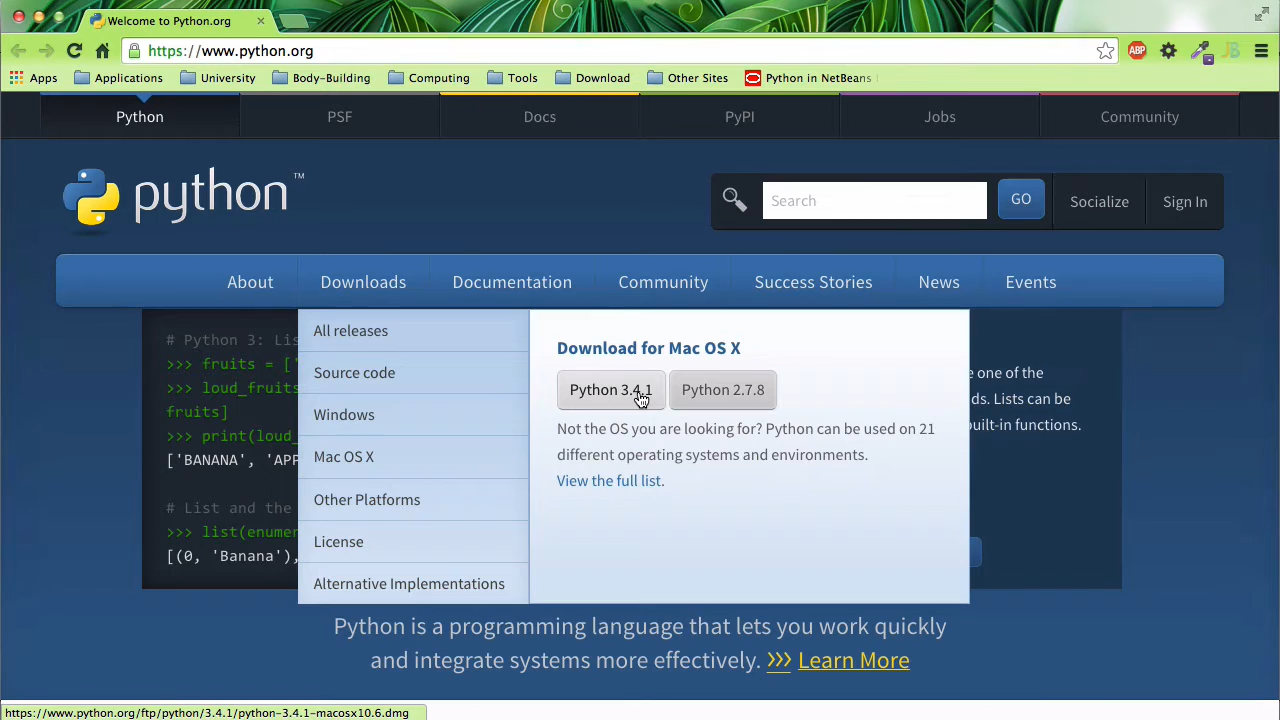 Welcome to Python.org
https://www.python.org
ABP
Apps Applications University Body-Building Computing Tools Download Other Sites Python in NetBeans
Python PSF Docs PyPI Jobs Community
python™
Search GO Socialize Sign In
About Downloads Documentation Community Success Stories News Events
# Python 3: Lis
>>> fruits = ['
>>> loud_fruits
fruits]
>>> print(loud_
['BANANA', 'APP
# List and the
>>> list(enumer
[(0, 'Banana'),
All releases
Source code
Windows
Mac OS X
Other Platforms
License
Alternative Implementations
Download for Mac OS X
Python 3.4.1 Python 2.7.8
Not the OS you are looking for? Python can be used on 21
different operating systems and environments.
View the full list.
e one of the
ds. Lists can be
built-in functions.
Python is a programming language that lets you work quickly
and integrate systems more effectively. >>> Learn More
https://www.python.org/ftp/python/3.4.1/python-3.4.1-macosx10.6.dmg